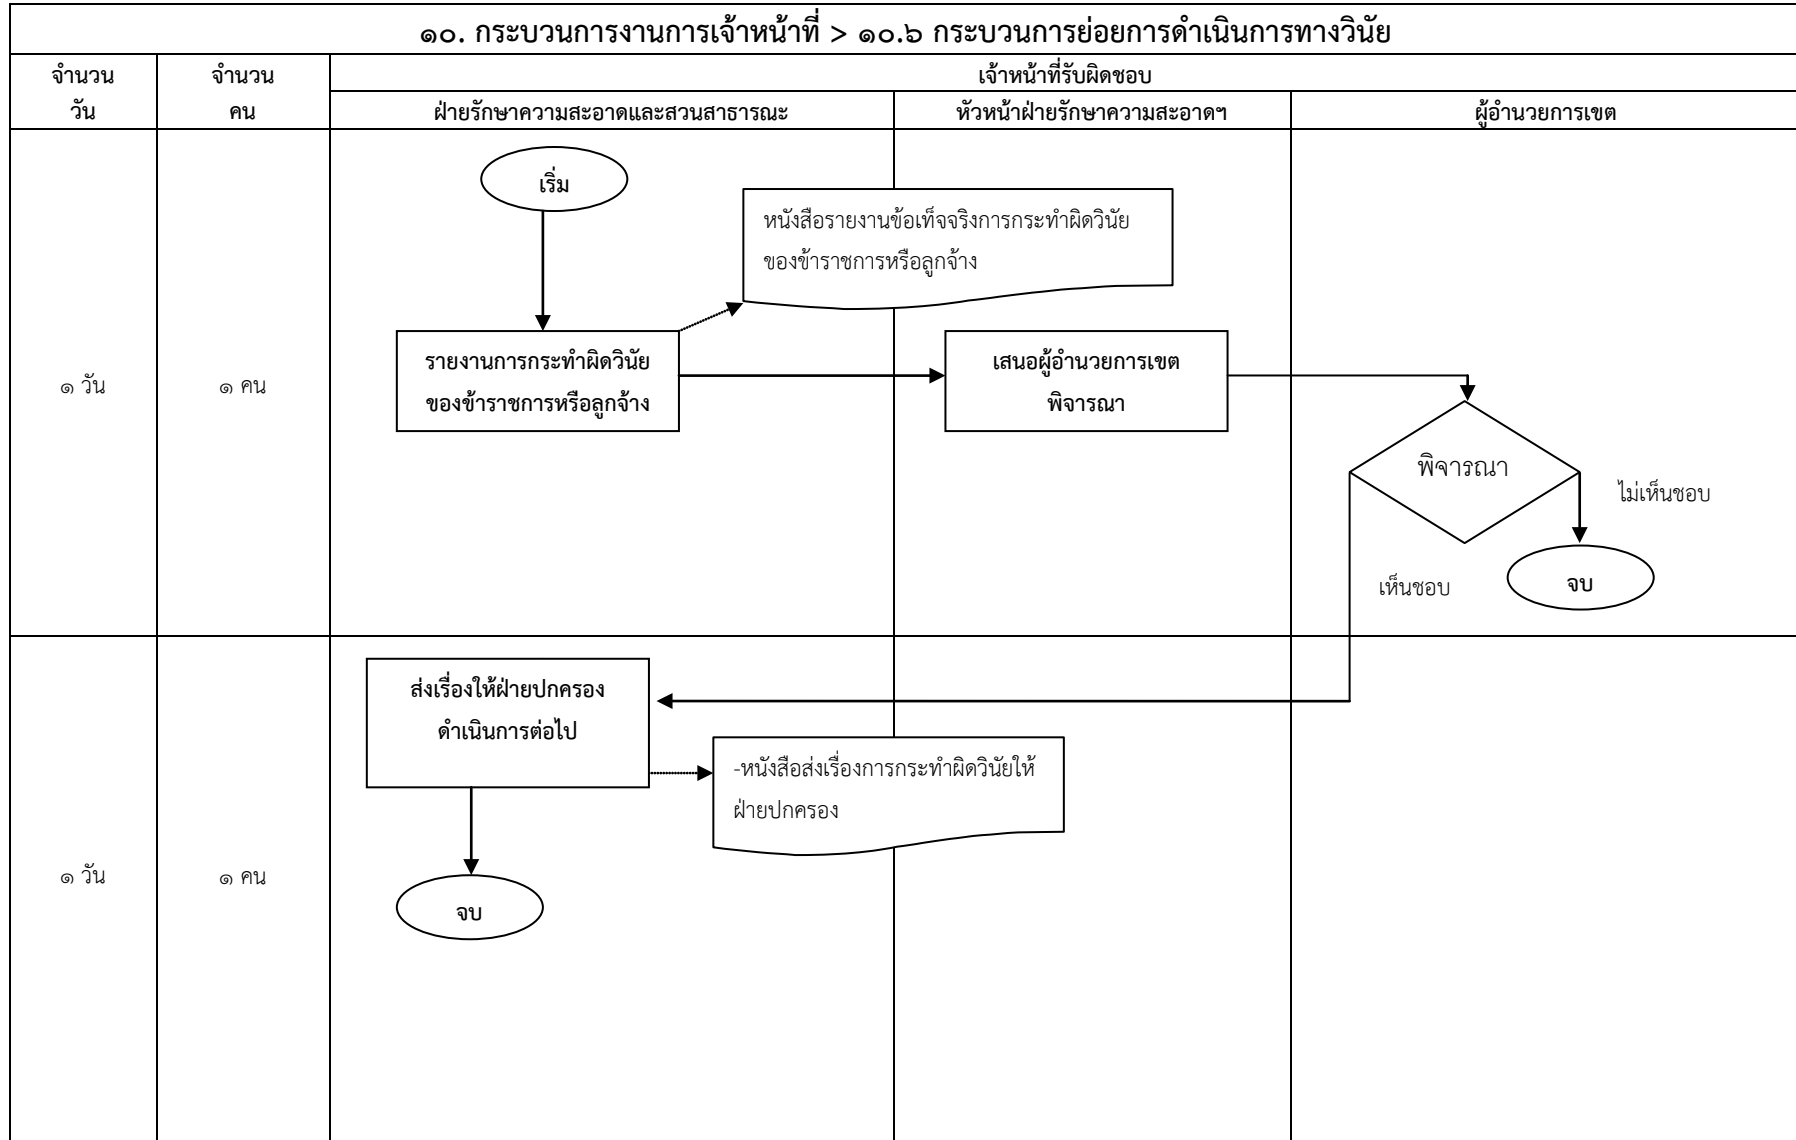 ๑๐. กระบวนการงานการเจ้าหน้าที่ > ๑๐.๖ กระบวนการย่อยการดำเนินการทางวินัย
จำนวน
วัน
จำนวน
คน
เจ้าหน้าที่รับผิดชอบ
ฝ่ายรักษาความสะอาดและสวนสาธารณะ
หัวหน้าฝ่ายรักษาความสะอาดฯ
ผู้อำนวยการเขต
เริ่ม
หนังสือรายงานข้อเท็จจริงการกระทำผิดวินัย
ของข้าราชการหรือลูกจ้าง
๑ วัน
๑ คน
รายงานการกระทำผิดวินัย
ของข้าราชการหรือลูกจ้าง
เสนอผู้อำนวยการเขต
พิจารณา
พิจารณา
ไม่เห็นชอบ
เห็นชอบ
จบ
ส่งเรื่องให้ฝ่ายปกครอง
ดำเนินการต่อไป
-หนังสือส่งเรื่องการกระทำผิดวินัยให้
ฝ่ายปกครอง
๑ วัน
๑ คน
จบ